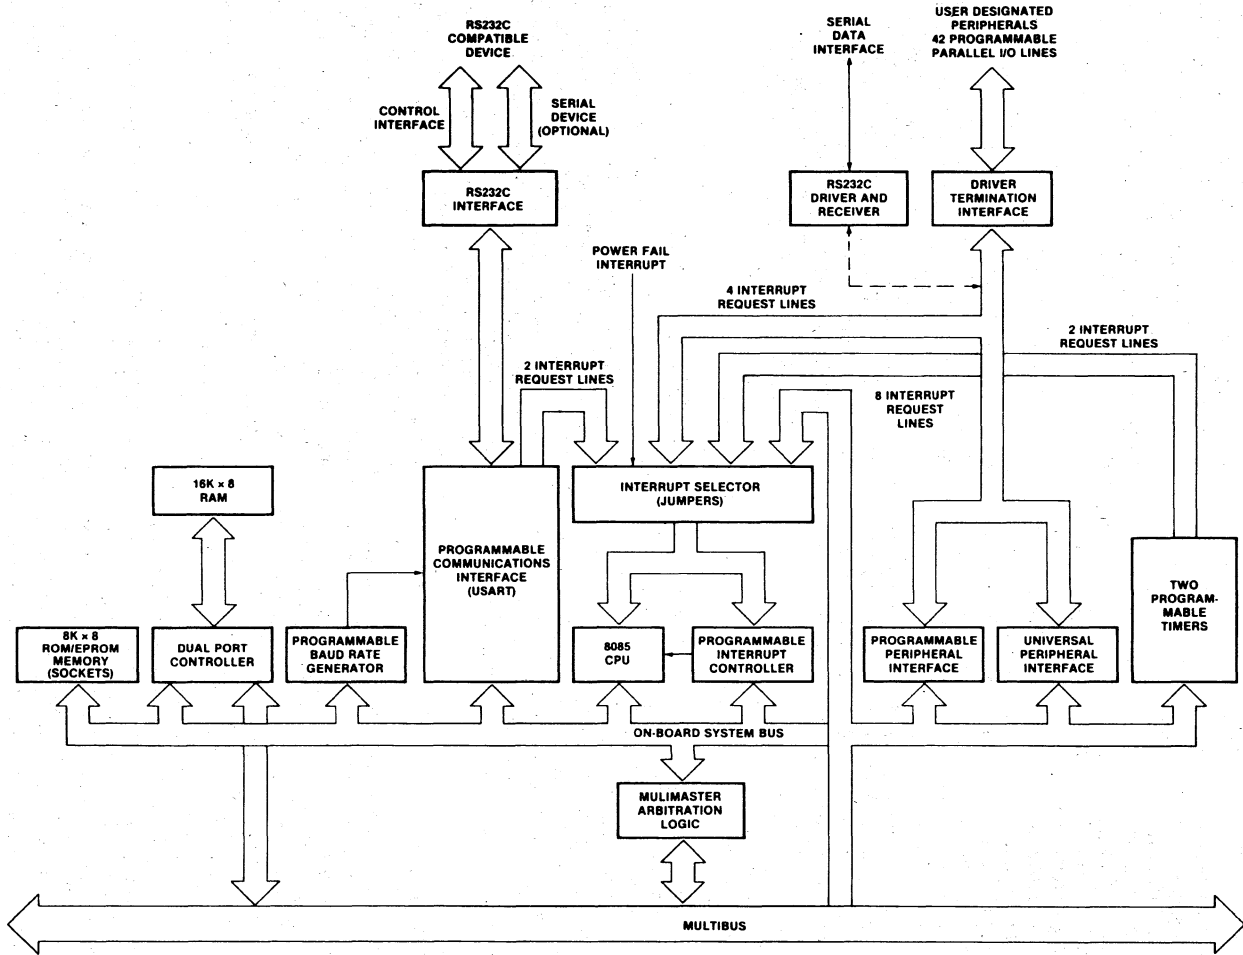 RS232C
COMPATIBLE
DEVICE
SERIAL
DATA
INTERFACE
USER DESIGNATED
PERIPHERALS
42 PROGRAMMABLE
PARALLEL I/O LINES
CONTROL
INTERFACE
SERIAL
DEVICE
(OPTIONAL)
RS232C
INTERFACE
RS232C
DRIVER AND
RECEIVER
DRIVER
TERMINATION
INTERFACE
POWER FAIL
INTERRUPT
4 INTERRUPT
REQUEST LINES
2 INTERRUPT
REQUEST LINES
2 INTERRUPT
REQUEST LINES
8 INTERRUPT
REQUEST
LINES
16K × 8
RAM
INTERRUPT SELECTOR
(JUMPERS)
PROGRAMMABLE
COMMUNICATIONS
INTERFACE
(USART)
TWO
PROGRAM-
MABLE
TIMERS
8K × 8
ROM/EPROM
MEMORY
(SOCKETS)
DUAL PORT
CONTROLLER
PROGRAMMABLE
BAUD RATE
GENERATOR
8085
CPU
PROGRAMMABLE
INTERRUPT
CONTROLLER
PROGRAMMABLE
PERIPHERAL
INTERFACE
UNIVERSAL
PERIPHERAL
INTERFACE
ON-BOARD SYSTEM BUS
MULIMASTER
ARBITRATION
LOGIC
MULTIBUS